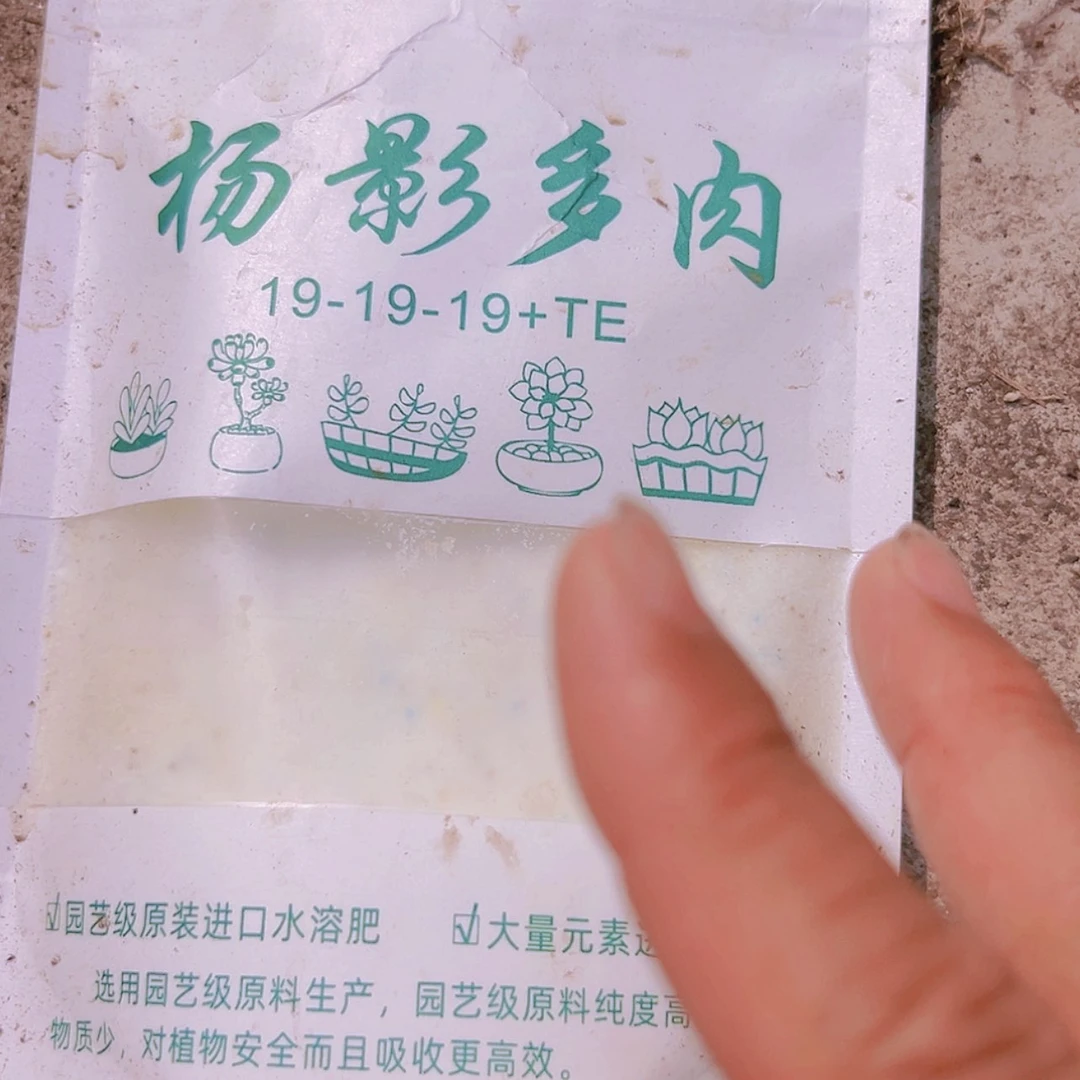 杨影多肉
19-19-19+TE
☑园艺级原装进口水溶肥 ☑大量元素
选用园艺级原料生产，园艺级原料纯度高
物质少，对植物安全而且吸收更高效。